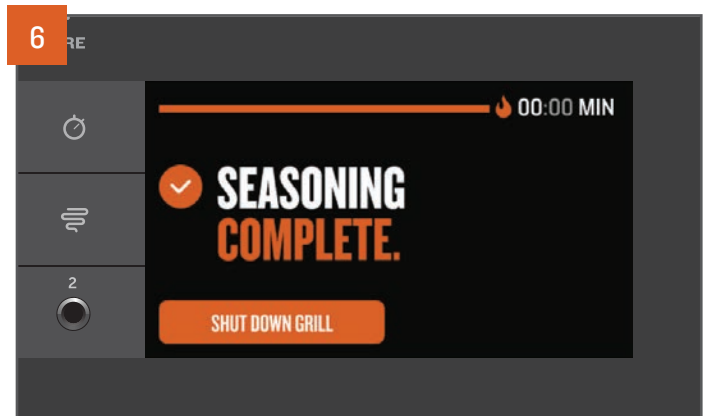 6
RE
00:00 MIN
SEASONING
COMPLETE.
2
SHUT DOWN GRILL